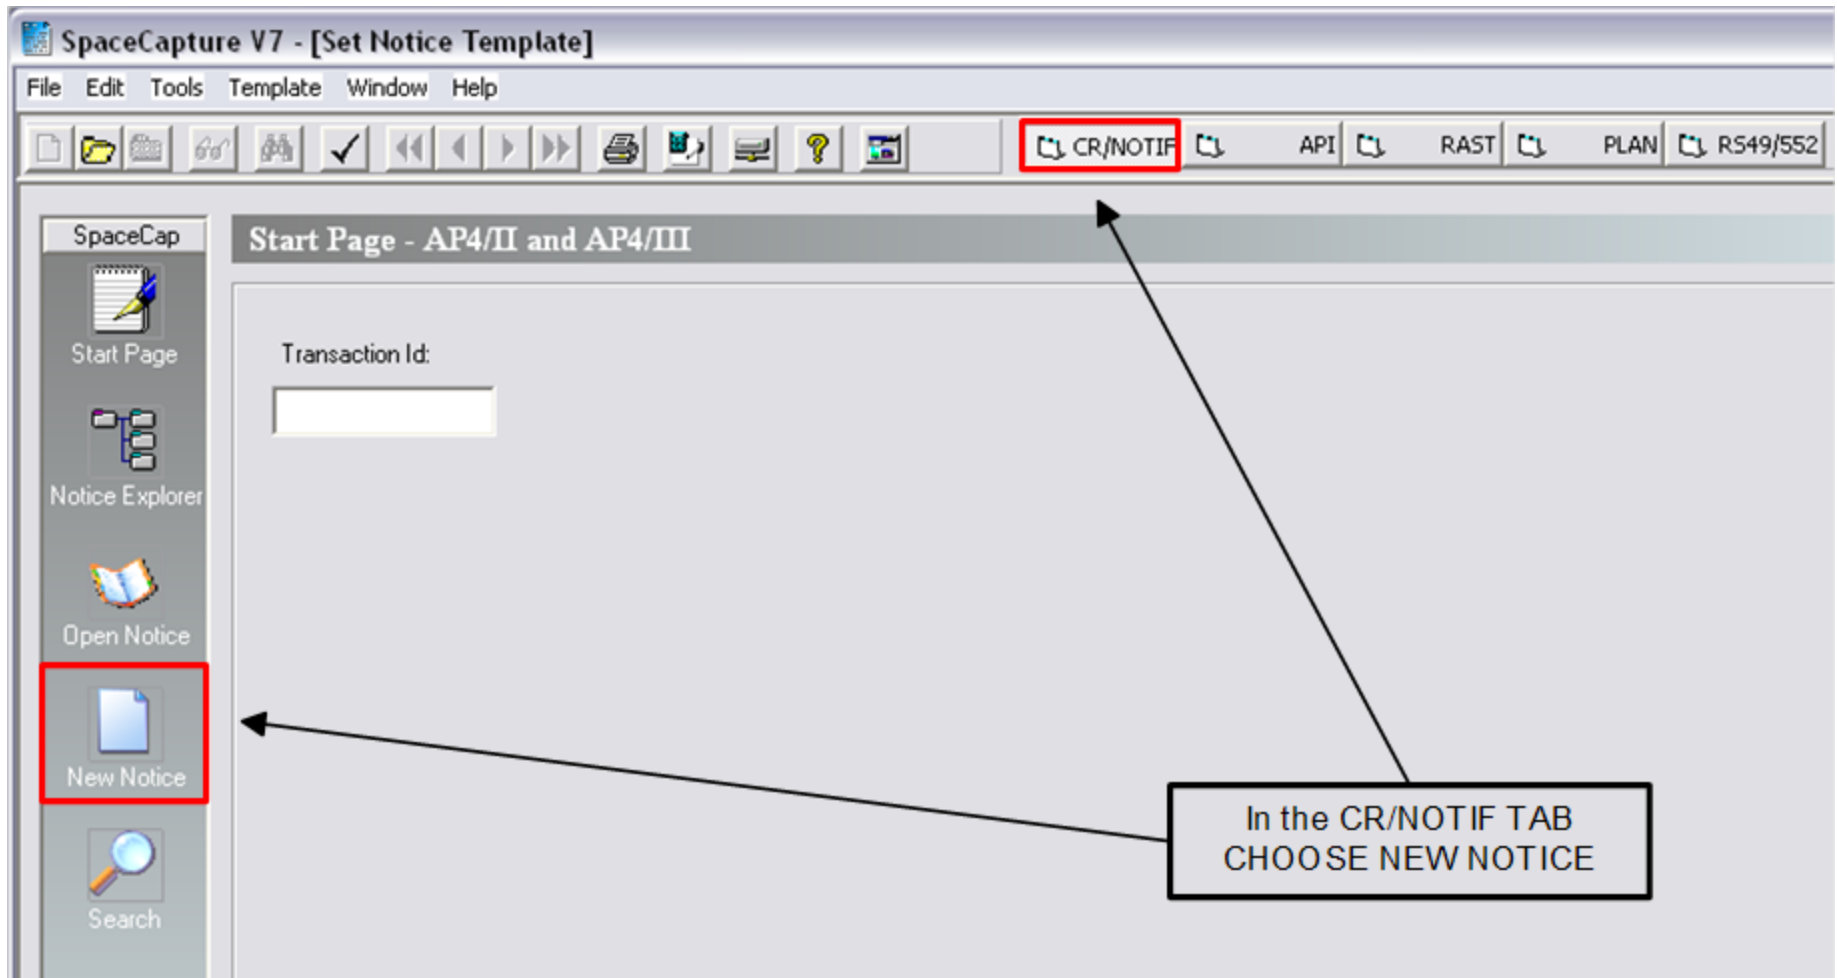 SpaceCapture V7 - [Set Notice Template]
File Edit Tools Template Window Help
CR/NOTIF API RAST PLAN RS49/552
SpaceCap
Start Page - AP4/II and AP4/III
Start Page
Transaction Id:
Notice Explorer
Open Notice
New Notice
In the CR/NOTIF TAB
CHOOSE NEW NOTICE
Search